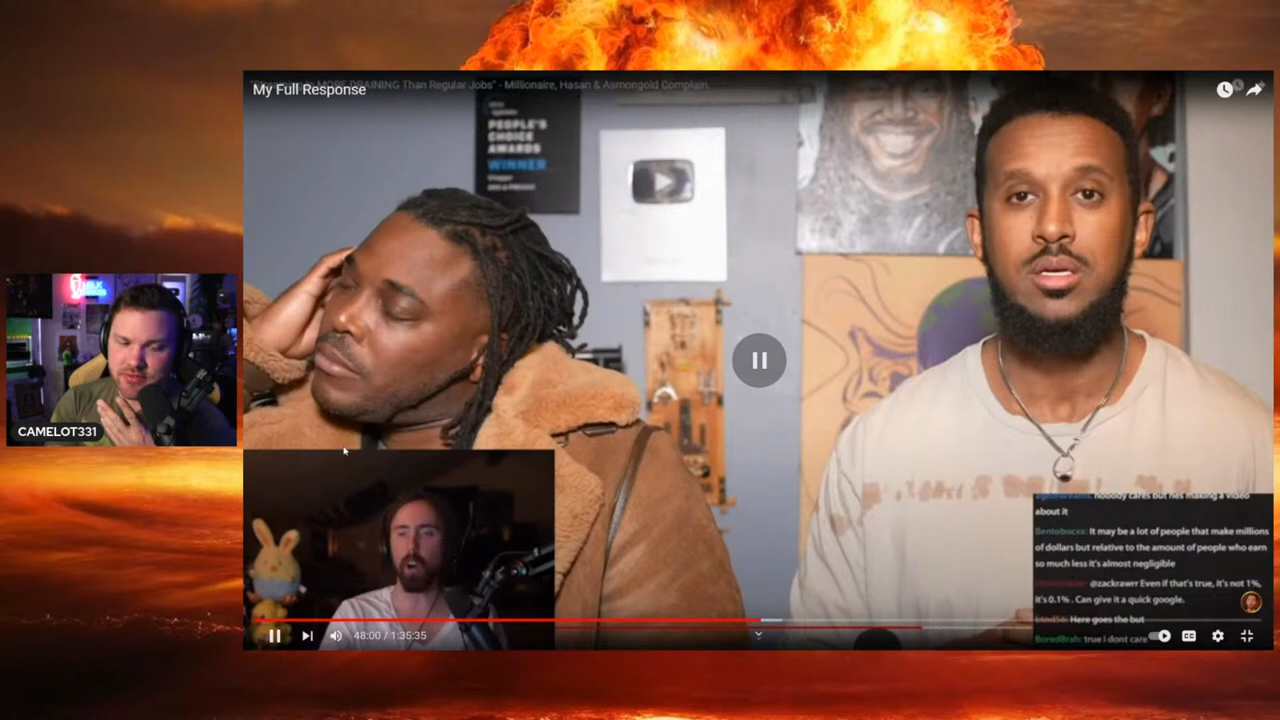 "Streaming Is MORE DRAINING Than Regular Jobs" - Millionaire, Hasan & Asmongold Complain.
My Full Response
PEOPLE'S
CHOICE
AWARDS
WINNER
CAMELOT331
nobody cares but hes making a video
about it
Bentobocxx: It may be a lot of people that make millions
of dollars but relative to the amount of people who earn
so much less it's almost negligible
@zackrawrr Even if that's true, it's not 1%,
it's 0.1% . Can give it a quick google.
btnd56: Here goes the but
BoredBrah: true I dont care
48:00 / 1:35:35
CC